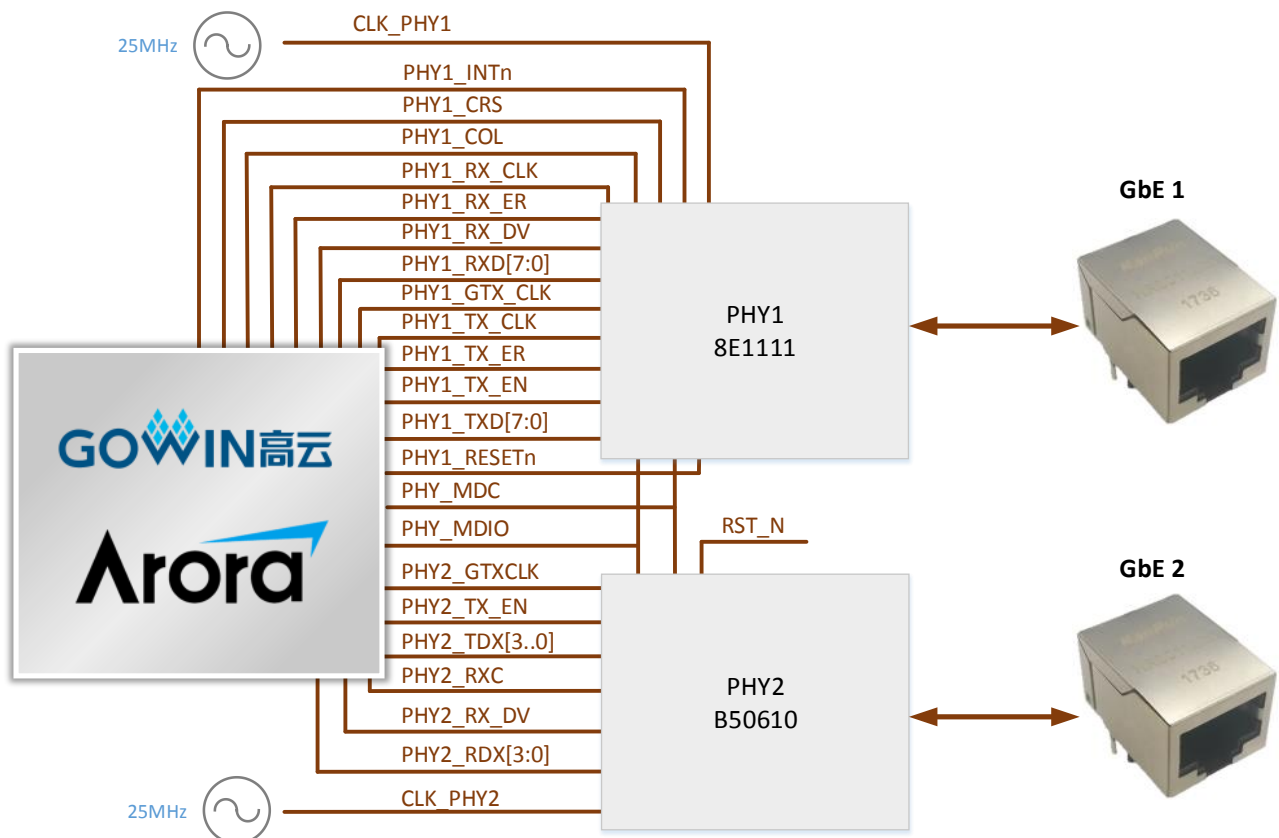 CLK_PHY1
25MHz
PHY1_INTn
PHY1_CRS
PHY1_COL
PHY1_RX_CLK
PHY1_RX_ER
PHY1_RX_DV
PHY1_RXD[7:0]
PHY1_GTX_CLK
PHY1_TX_CLK
PHY1_TX_ER
PHY1_TX_EN
PHY1_TXD[7:0]
PHY1_RESETn
PHY_MDC
PHY_MDIO
GOWIN高云
Arora
PHY1
8E1111
GbE 1
1736
RST_N
PHY2_GTXCLK
PHY2_TX_EN
PHY2_TDX[3..0]
PHY2_RXC
PHY2_RX_DV
PHY2_RDX[3:0]
PHY2
B50610
GbE 2
1736
CLK_PHY2
25MHz